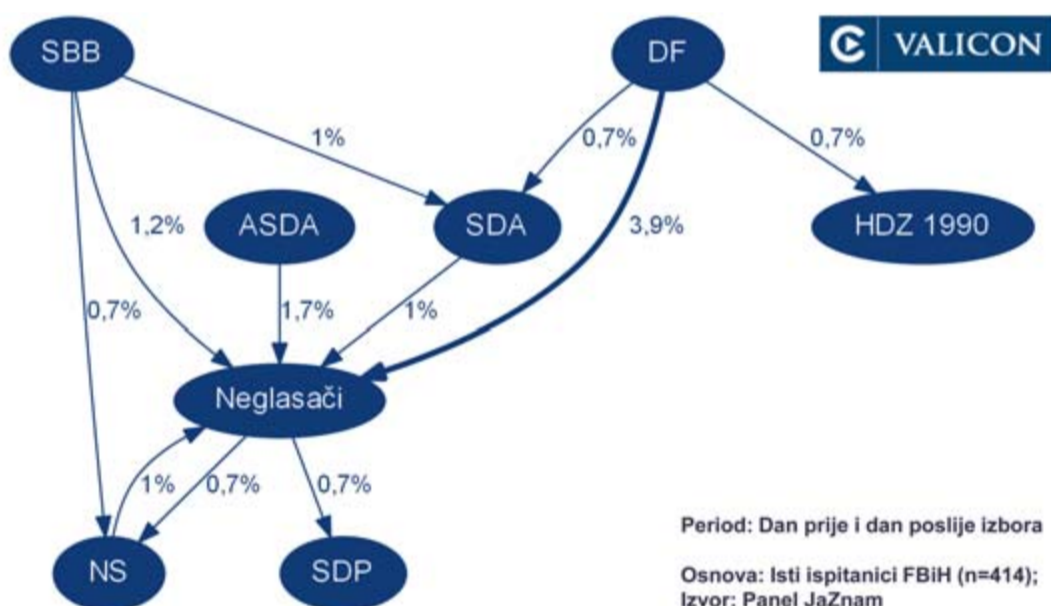 SBB
DF
VALICON
1%
0,7%
0,7%
1,2%
ASDA
SDA
3,9%
HDZ 1990
0,7%
1,7%
1%
Neglasači
1%
0,7%
0,7%
NS
SDP
Period: Dan prije i dan poslije izbora
Osnova: Isti ispitanici FBiH (n=414);
Izvor: Panel JaZnam